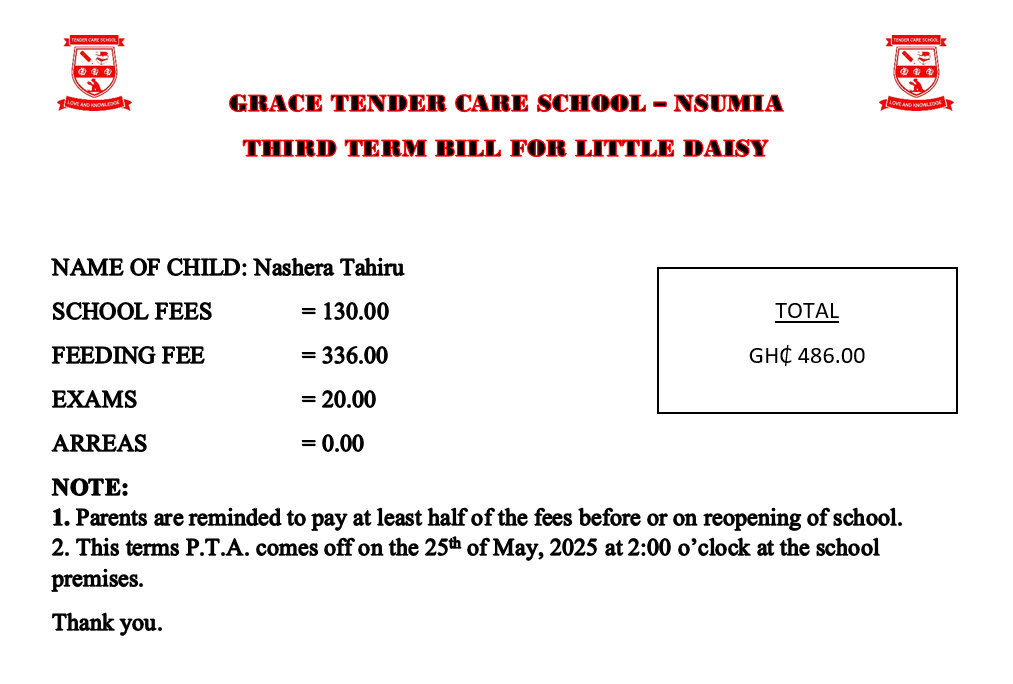 TENDER CARE SCHOOL
LOVE AND KNOWLEDGE
TENDER CARE SCHOOL
LOVE AND KNOWLEDGE
GRACE TENDER CARE SCHOOL – NSUMIA
THIRD TERM BILL FOR LITTLE DAISY
NAME OF CHILD: Nashera Tahiru
SCHOOL FEES = 130.00
FEEDING FEE = 336.00
EXAMS = 20.00
ARREAS = 0.00
TOTAL
GH₵ 486.00
NOTE:
1. Parents are reminded to pay at least half of the fees before or on reopening of school.
2. This terms P.T.A. comes off on the 25th of May, 2025 at 2:00 o’clock at the school
premises.
Thank you.